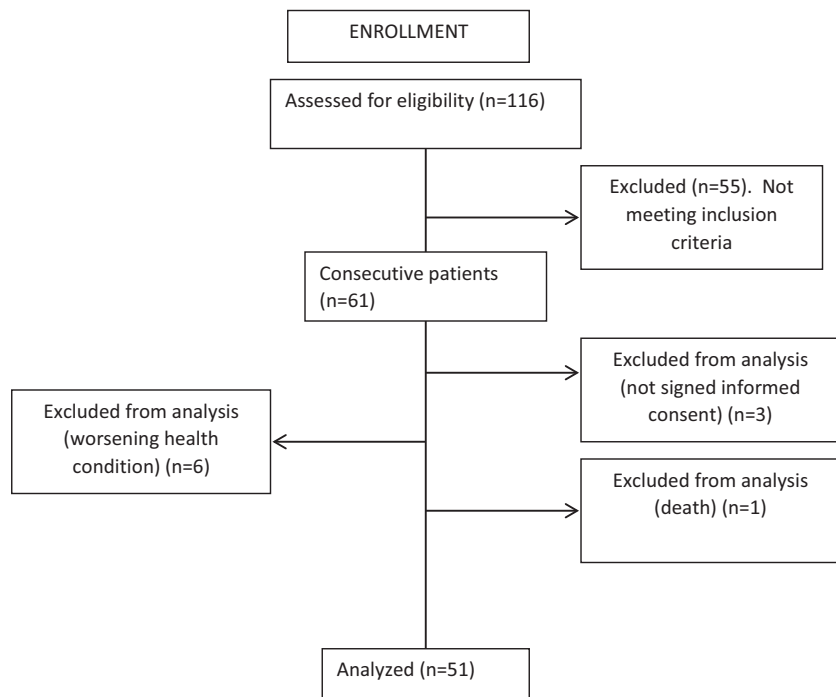 ENROLLMENT
Assessed for eligibility (n=116)
Excluded (n=55).  Not
meeting inclusion
criteria
Consecutive patients
(n=61)
Excluded from analysis
(not signed informed
consent) (n=3)
Excluded from analysis
(worsening health
condition) (n=6)
Excluded from analysis
(death) (n=1)
Analyzed (n=51)